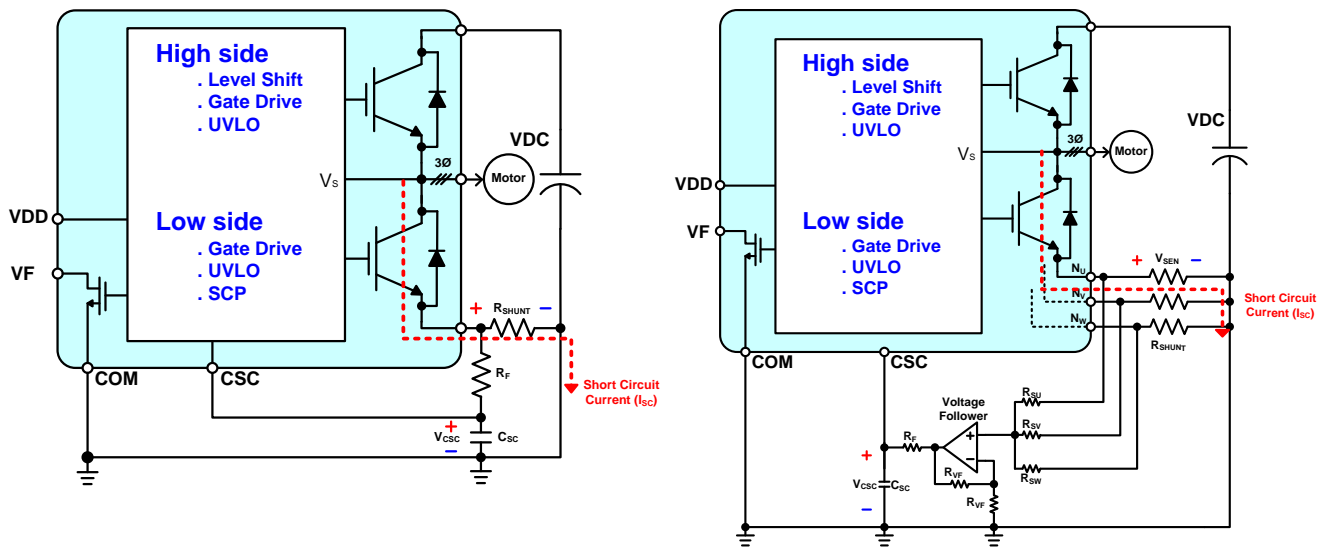 High side
. Level Shift
. Gate Drive
. UVLO
VDC
3Ø
Motor
VS
VDD
Low side
. Gate Drive
. UVLO
. SCP
VF
+
RSHUNT
−
COM
CSC
RF
Short Circuit
Current (ISC)
+
VCSC
CSC
−
High side
. Level Shift
. Gate Drive
. UVLO
VDC
3Ø
Motor
VS
VDD
Low side
. Gate Drive
. UVLO
. SCP
VF
+
VSEN
−
NU
NV
NW
Short Circuit
Current (ISC)
RSHUNT
COM
CSC
Voltage
Follower
RSU
RSV
RSW
+
−
RF
RVF
RVF
+
VCSC
CSC
−